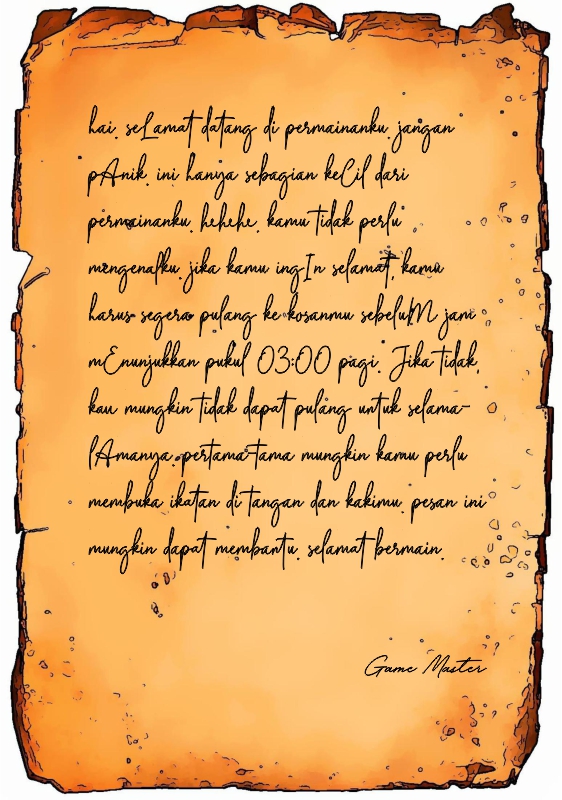 hai. seLamat datang di permainanku. jangan
pAnik. ini hanya sebagian keCil dari
permainanku. hehehe. kamu tidak perlu
mengenalku. jika kamu ingIn selamat, kamu
harus segera pulang ke kosanmu sebeluM jam
mEnunjukkan pukul 03:00 pagi. Jika tidak,
kau mungkin tidak dapat pulang untuk selama-
lAmanya. pertama-tama mungkin kamu perlu
membuka ikatan di tangan dan kakimu. pesan ini
mungkin dapat membantu. selamat bermain.
Game Master